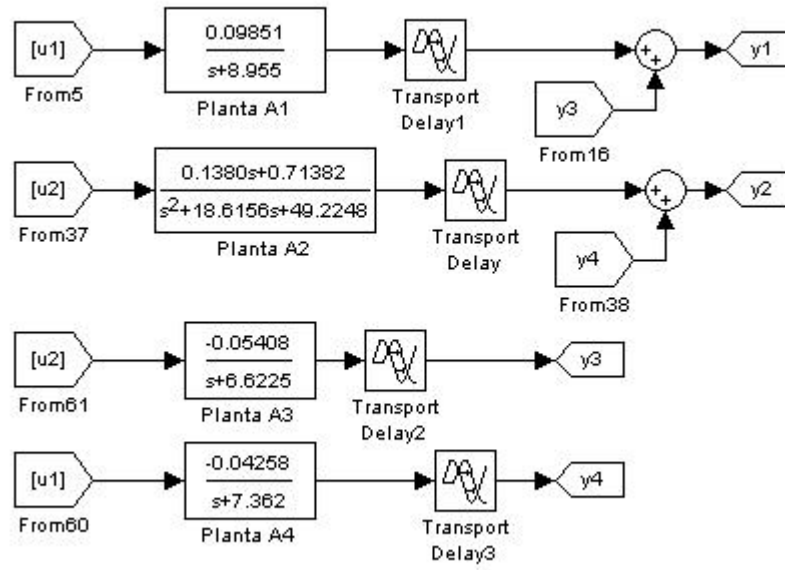 [u1]
From5
0.09851
s+8.955
Planta A1
Transport
Delay1
+
+
y1
y3
From16
[u2]
From37
0.1380s+0.71382
s²+18.6156s+49.2248
Planta A2
Transport
Delay
+
+
y2
y4
From38
[u2]
From61
-0.05408
s+6.6225
Planta A3
Transport
Delay2
y3
[u1]
From60
-0.04258
s+7.362
Planta A4
Transport
Delay3
y4